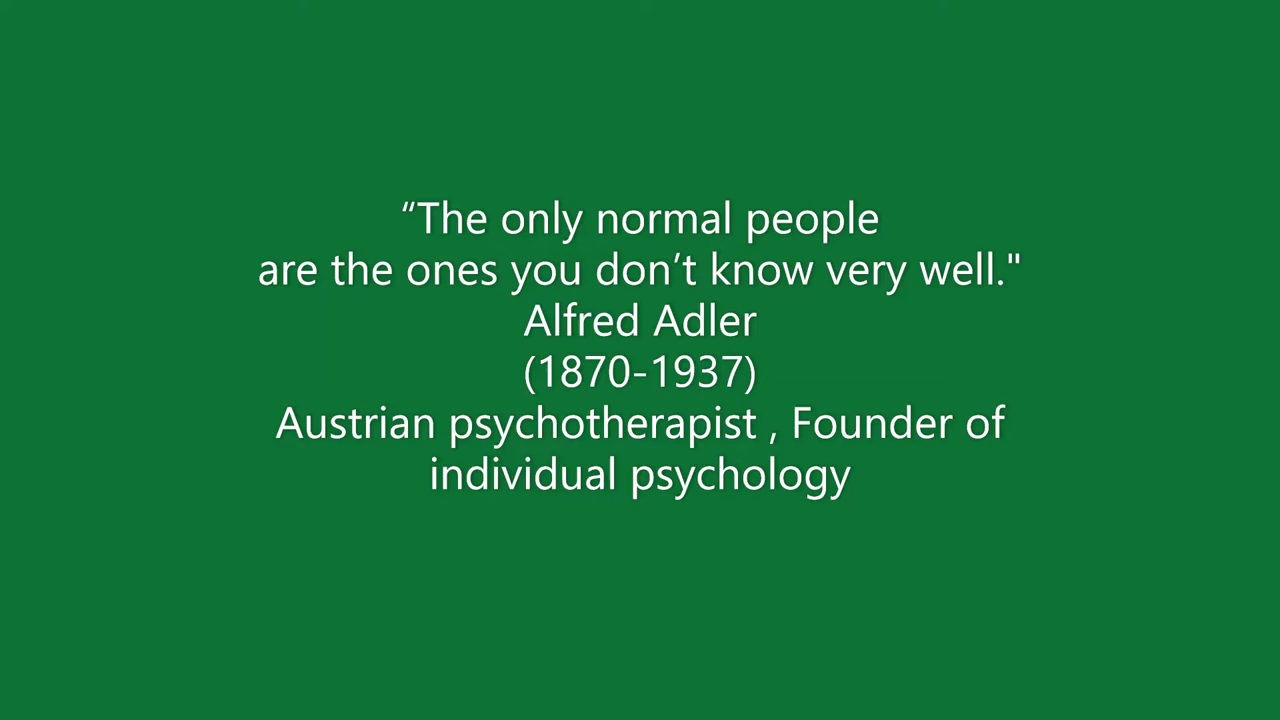 “The only normal people
are the ones you don’t know very well."
Alfred Adler
(1870-1937)
Austrian psychotherapist , Founder of
individual psychology